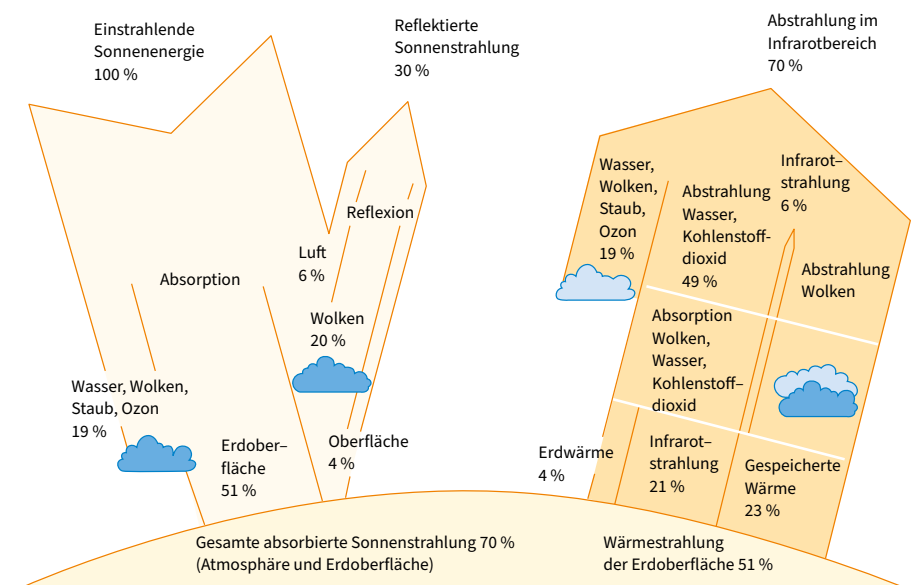 Einstrahlende
Sonnenenergie
100 %
Reflektierte
Sonnenstrahlung
30 %
Abstrahlung im
Infrarotbereich
70 %
Absorption
Reflexion
Luft
6 %
Wolken
20 %
Wasser, Wolken,
Staub, Ozon
19 %
Erdober–
fläche
51 %
Oberfläche
4 %
Wasser,
Wolken,
Staub,
Ozon
19 %
Abstrahlung
Wasser,
Kohlenstoff-
dioxid
49 %
Infrarot–
strahlung
6 %
Abstrahlung
Wolken
Absorption
Wolken,
Wasser,
Kohlenstoff–
dioxid
Erdwärme
4 %
Infrarot–
strahlung
21 %
Gespeicherte
Wärme
23 %
Gesamte absorbierte Sonnenstrahlung 70 %
(Atmosphäre und Erdoberfläche)
Wärmestrahlung
der Erdoberfläche 51 %